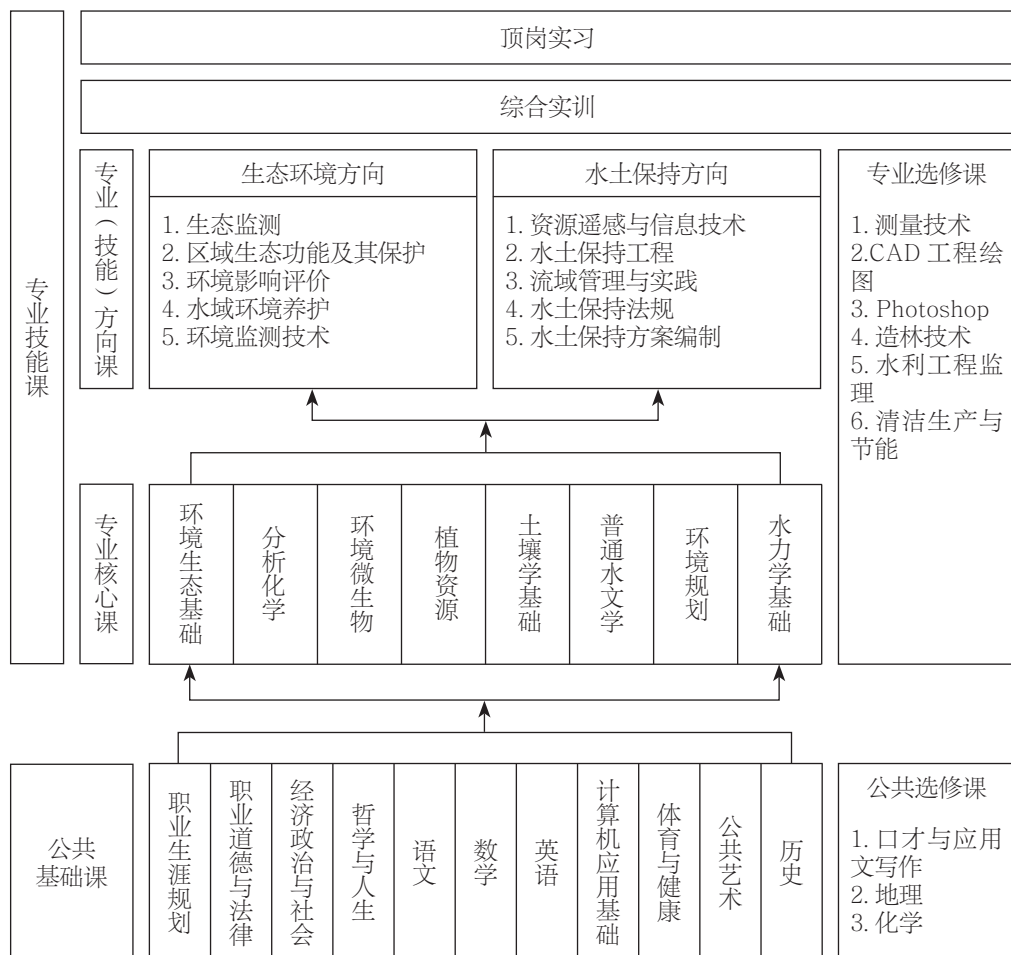 顶岗实习
综合实训
专业技能课
专业（技能）方向课
生态环境方向
1. 生态监测
2. 区域生态功能及其保护
3. 环境影响评价
4. 水域环境养护
5. 环境监测技术
水土保持方向
1. 资源遥感与信息技术
2. 水土保持工程
3. 流域管理与实践
4. 水土保持法规
5. 水土保持方案编制
专业选修课
1. 测量技术
2.CAD 工程绘
图
3. Photoshop
4. 造林技术
5. 水利工程监
理
6. 清洁生产与
节能
专业核心课
环境生态基础
分析化学
环境微生物
植物资源
土壤学基础
普通水文学
环境规划
水力学基础
公共
基础课
职业生涯规划
职业道德与法律
经济政治与社会
哲学与人生
语文
数学
英语
计算机应用基础
体育与健康
公共艺术
历史
公共选修课
1. 口才与应用
文写作
2. 地理
3. 化学